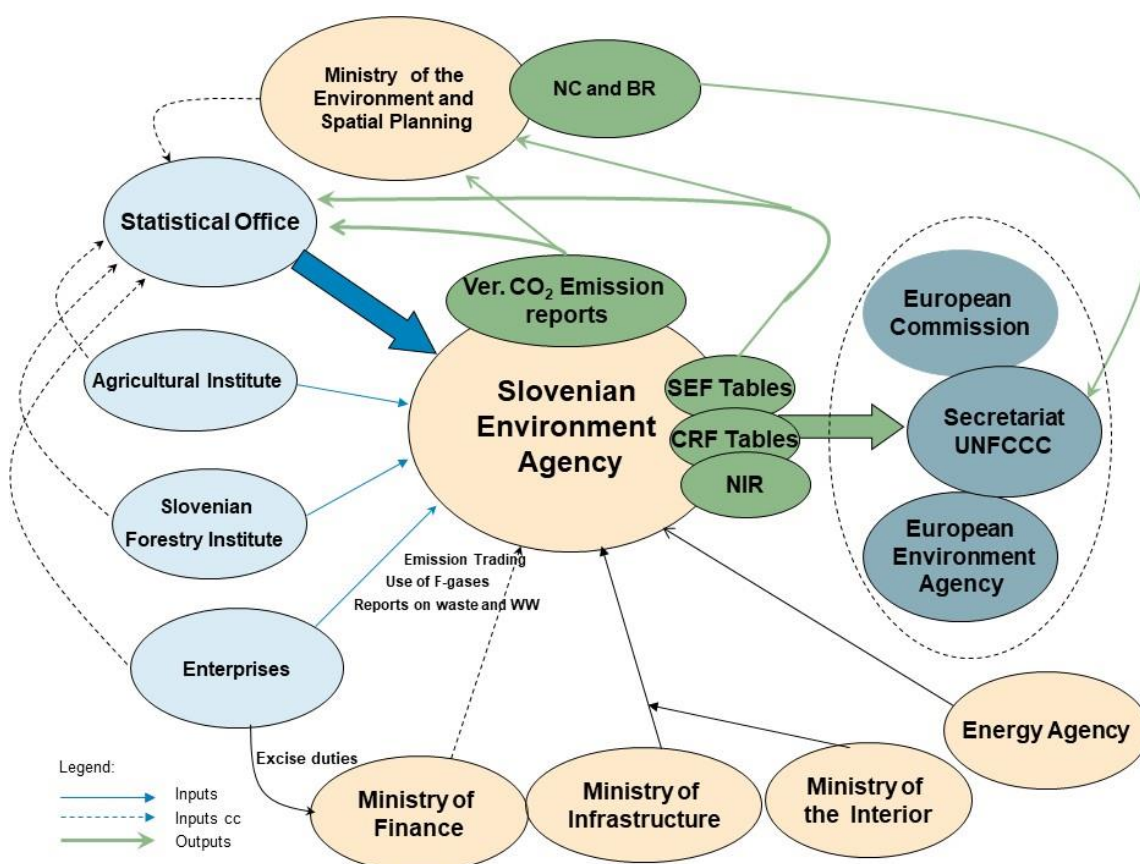 Ministry of the
Environment and
Spatial Planning
NC and BR
Statistical Office
Ver. CO₂ Emission
reports
European
Commission
Agricultural Institute
Slovenian
Environment
Agency
SEF Tables
CRF Tables
NIR
Secretariat
UNFCCC
Slovenian
Forestry Institute
European
Environment
Agency
Emission Trading
Use of F-gases
Reports on waste and WW
Enterprises
Energy Agency
Excise duties
Ministry of
Finance
Ministry of
Infrastructure
Ministry of
the Interior
Legend:
Inputs
Inputs cc
Outputs